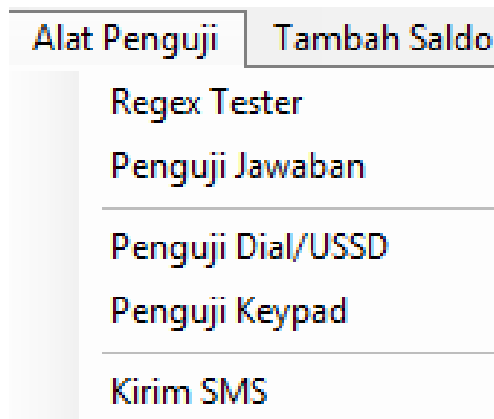 Alat Penguji Tambah Saldo
Regex Tester
Penguji Jawaban
Penguji Dial/USSD
Penguji Keypad
Kirim SMS